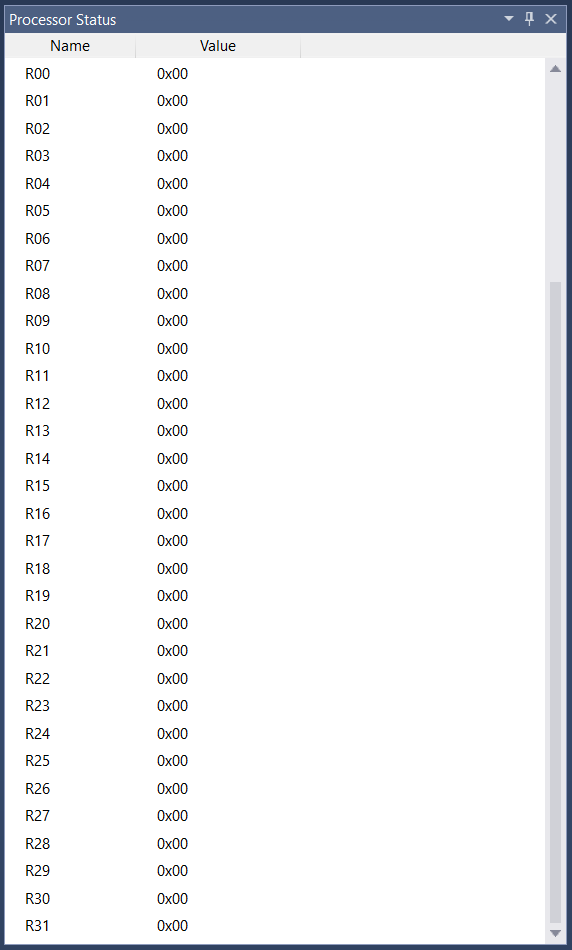 Processor Status
Name Value
R00 0x00
R01 0x00
R02 0x00
R03 0x00
R04 0x00
R05 0x00
R06 0x00
R07 0x00
R08 0x00
R09 0x00
R10 0x00
R11 0x00
R12 0x00
R13 0x00
R14 0x00
R15 0x00
R16 0x00
R17 0x00
R18 0x00
R19 0x00
R20 0x00
R21 0x00
R22 0x00
R23 0x00
R24 0x00
R25 0x00
R26 0x00
R27 0x00
R28 0x00
R29 0x00
R30 0x00
R31 0x00